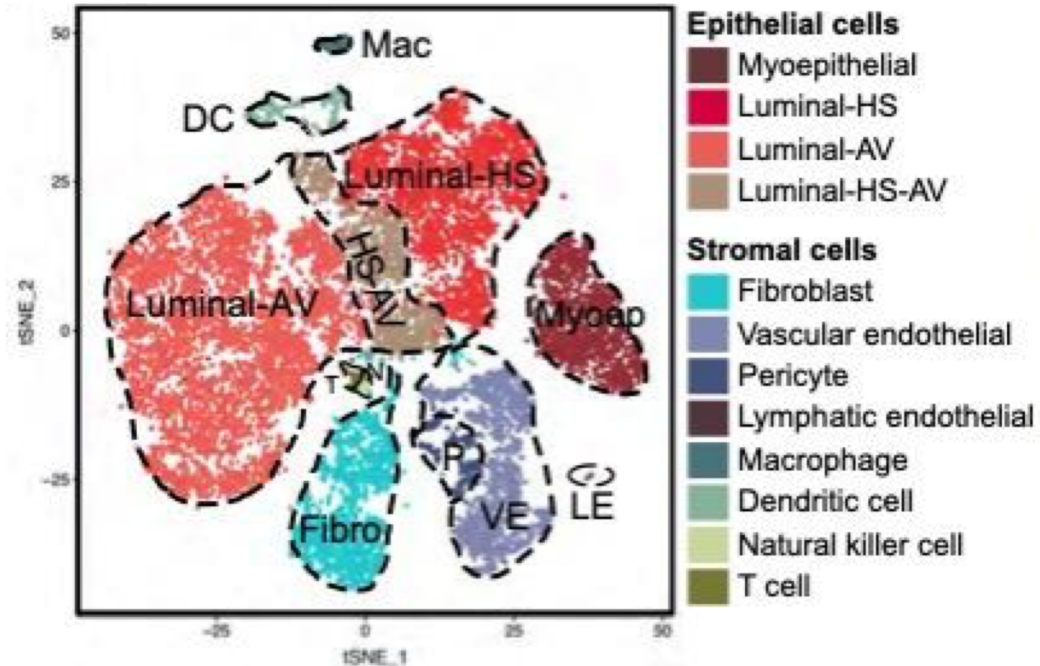 50
Mac
DC
25
Luminal-HS
HS-AV
Luminal-AV
Myoep
0
T
N
P
-25
LE
VE
Fibro
-25
0
25
50
tSNE_1
tSNE_2
Epithelial cells
Myoepithelial
Luminal-HS
Luminal-AV
Luminal-HS-AV
Stromal cells
Fibroblast
Vascular endothelial
Pericyte
Lymphatic endothelial
Macrophage
Dendritic cell
Natural killer cell
T cell